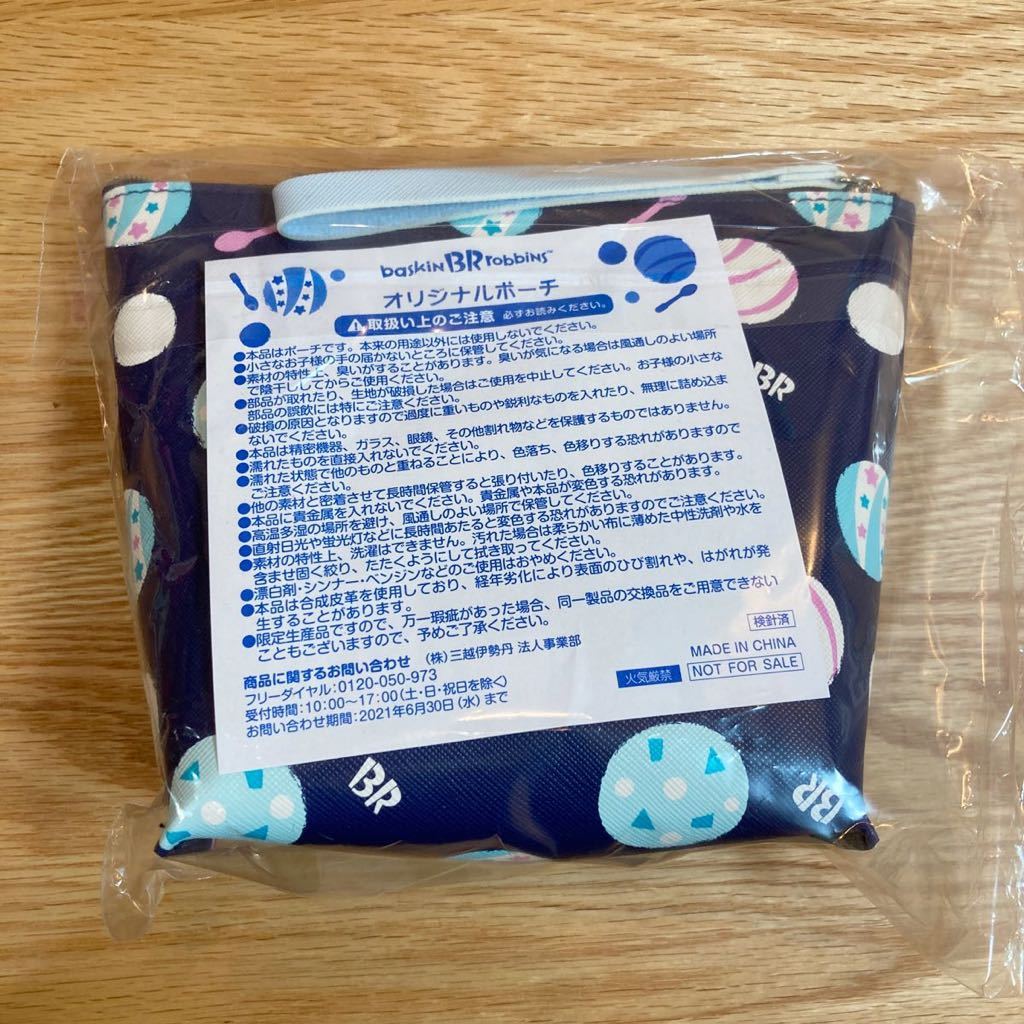 baskin BR robbins™
オリジナルポーチ
⚠取扱い上のご注意 必ずお読みください。
●本品はポーチです。本来の用途以外には使用しないでください。
●小さなお子様の手の届かないところに保管してください。
●素材の特性上、臭いがすることがあります。臭いが気になる場合は風通しのよい場所
で陰干ししてからご使用ください。
●部品が取れたり、生地が破損した場合はご使用を中止してください。お子様の小さな
部品の誤飲には特にご注意ください。
●破損の原因となりますので過度に重いものや鋭利なものを入れたり、無理に詰め込ま
ないでください。
●本品は精密機器、ガラス、眼鏡、その他割れ物などを保護するものではありません。
●濡れたものを直接入れないでください。
●濡れた状態で他のものと重ねることにより、色落ち、色移りする恐れがありますので
ご注意ください。
●他の素材と密着させて長時間保管すると張り付いたり、色移りすることがあります。
●本品に貴金属を入れないでください。貴金属や本品が変色する恐れがあります。
●高温多湿の場所を避け、風通しのよい場所で保管してください。
●直射日光や蛍光灯などに長時間あたると変色する恐れがありますのでご注意ください。
●素材の特性上、洗濯はできません。汚れた場合は柔らかい布に薄めた中性洗剤や水を
含ませ固く絞り、たたくようにして拭き取ってください。
●漂白剤・シンナー・ベンジンなどのご使用はおやめください。
●本品は合成皮革を使用しており、経年劣化により表面のひび割れや、はがれが発
生することがあります。
●限定生産品ですので、万一瑕疵があった場合、同一製品の交換品をご用意できない
こともございますので、予めご了承ください。
商品に関するお問い合わせ (株)三越伊勢丹 法人事業部
フリーダイヤル:0120-050-973
受付時間:10:00〜17:00(土・日・祝日を除く)
お問い合わせ期間:2021年6月30日(水)まで
検針済
MADE IN CHINA
火気厳禁 NOT FOR SALE
BR
BR
BR